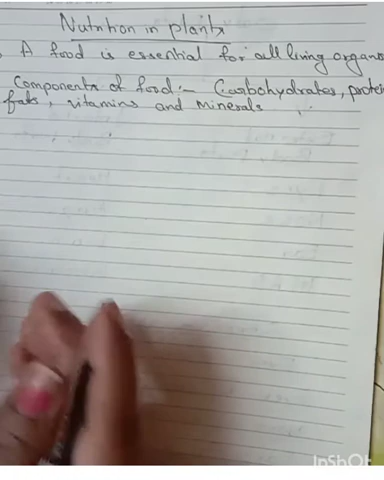 Nutrition in plants
A food is essential for all living organs
Components of food :- Carbohydrates, protei
fats, vitamins and Minerals
InShOt